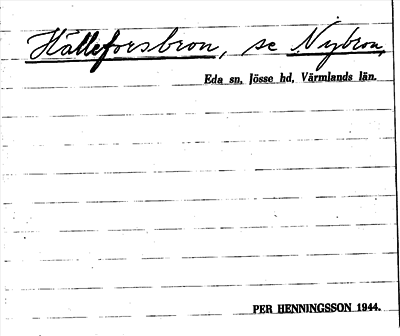 Hälleforsbron, se Nybron,
Eda sn, Jösse hd, Värmlands län.
PER HENNINGSSON 1944.